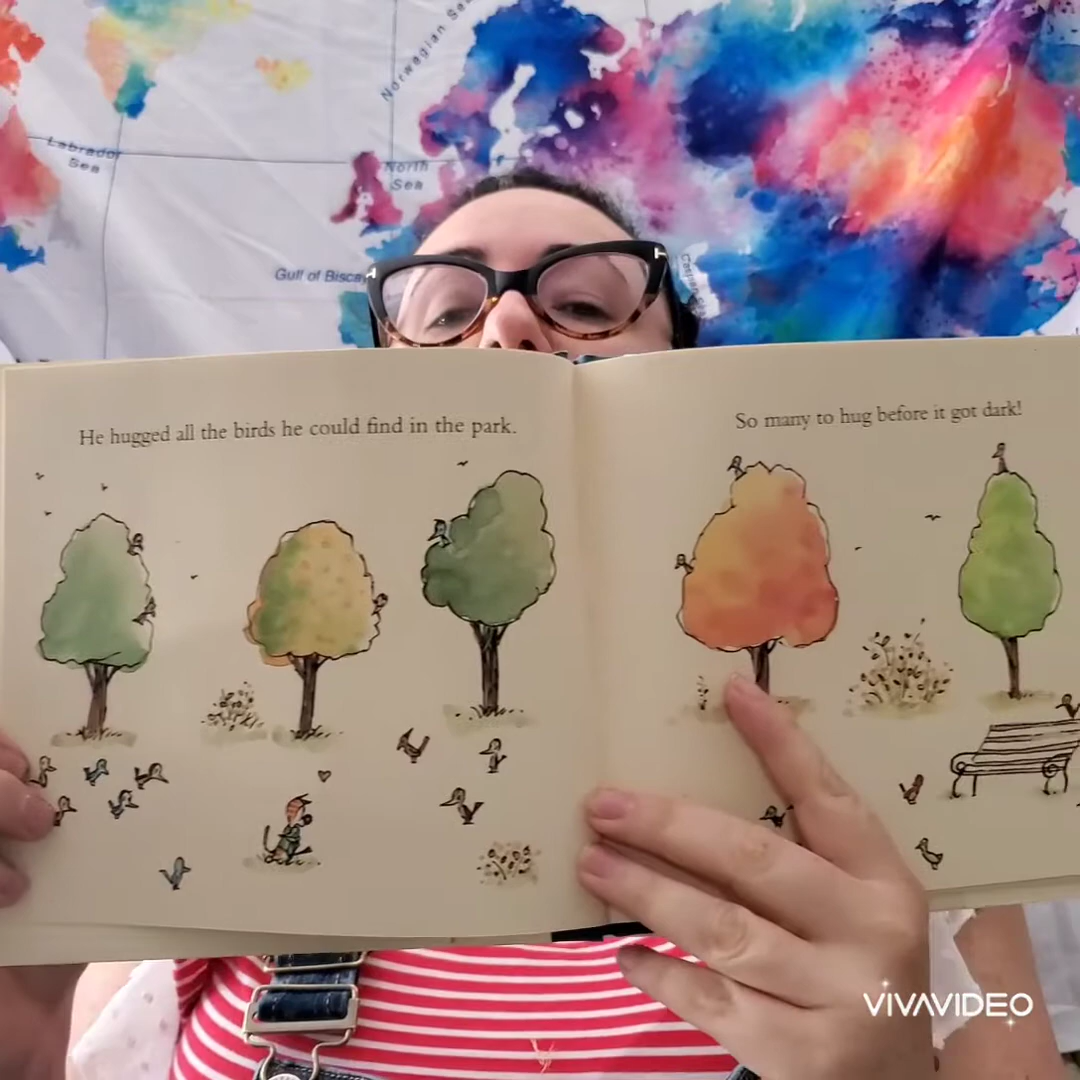 Norwegian Sea
Labrador
Sea
North
Sea
Gulf of Biscay
He hugged all the birds he could find in the park.
So many to hug before it got dark!
VIVAVIDEO